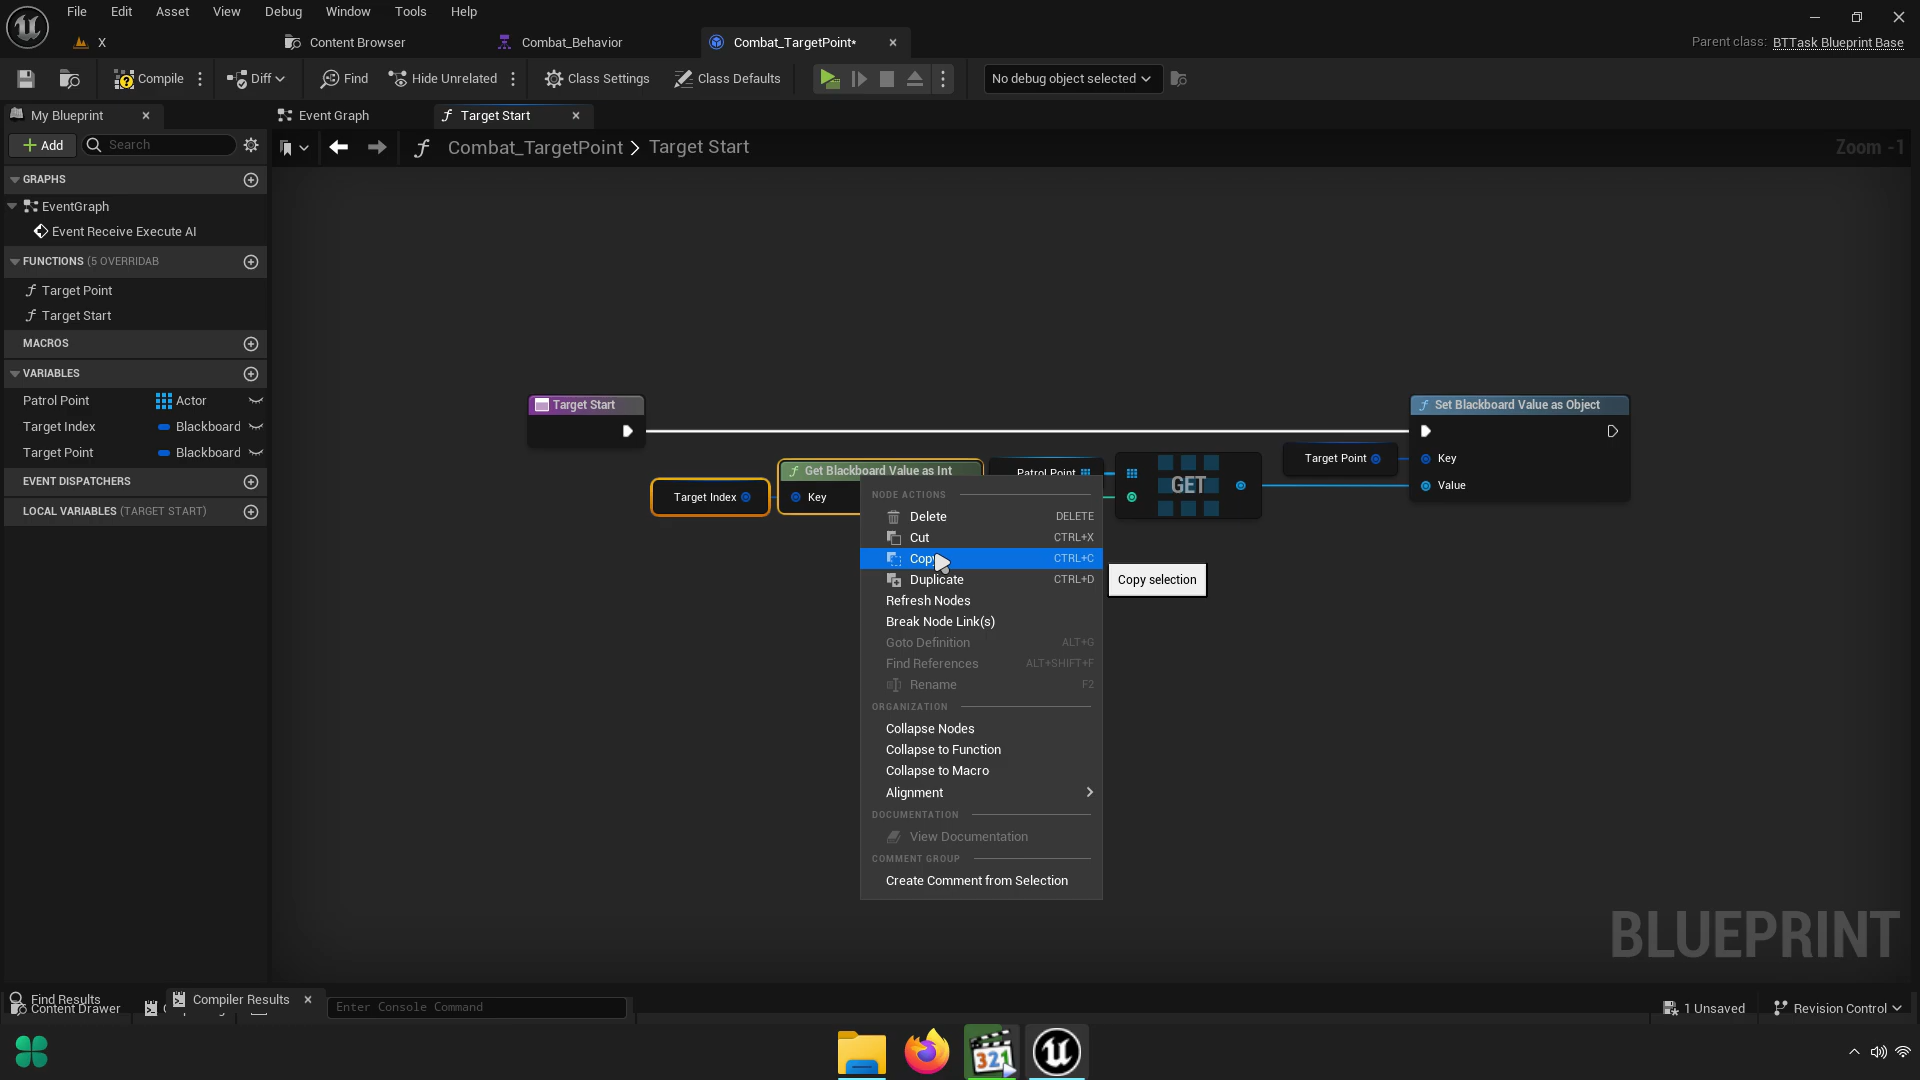 File Edit Asset View Debug Window Tools Help
X Content Browser Combat_Behavior Combat_TargetPoint* Parent class: BTTask Blueprint Base
Compile Diff Find Hide Unrelated Class Settings Class Defaults No debug object selected
My Blueprint Event Graph Target Start
Add Search Combat_TargetPoint > Target Start Zoom -1
GRAPHS
EventGraph
Event Receive Execute AI
FUNCTIONS (5 OVERRIDAB
Target Point
Target Start
MACROS
VARIABLES
Patrol Point Actor
Target Index Blackboard
Target Point Blackboard
EVENT DISPATCHERS
LOCAL VARIABLES (TARGET START)
Target Start
Set Blackboard Value as Object
Target Point Key
Value
Get Blackboard Value as Int
Patrol Point
GET
Target Index
Key
NODE ACTIONS
Delete DELETE
Cut CTRL+X
Copy CTRL+C
Duplicate CTRL+D
Refresh Nodes
Break Node Link(s)
Goto Definition ALT+G
Find References ALT+SHIFT+F
Rename F2
ORGANIZATION
Collapse Nodes
Collapse to Function
Collapse to Macro
Alignment
DOCUMENTATION
View Documentation
COMMENT GROUP
Create Comment from Selection
Copy selection
BLUEPRINT
Find Results Compiler Results
Content Drawer Enter Console Command 1 Unsaved Revision Control
321